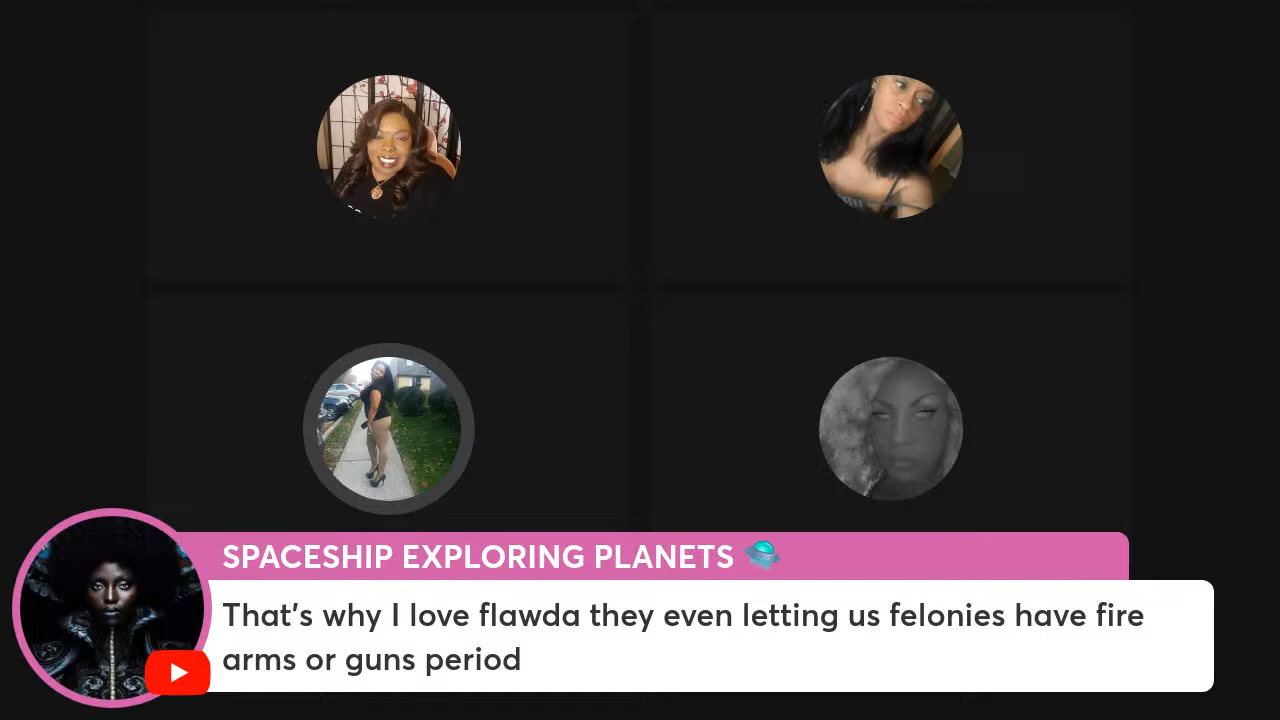 SPACESHIP EXPLORING PLANETS 🛸
That's why I love flawda they even letting us felonies have fire
arms or guns period